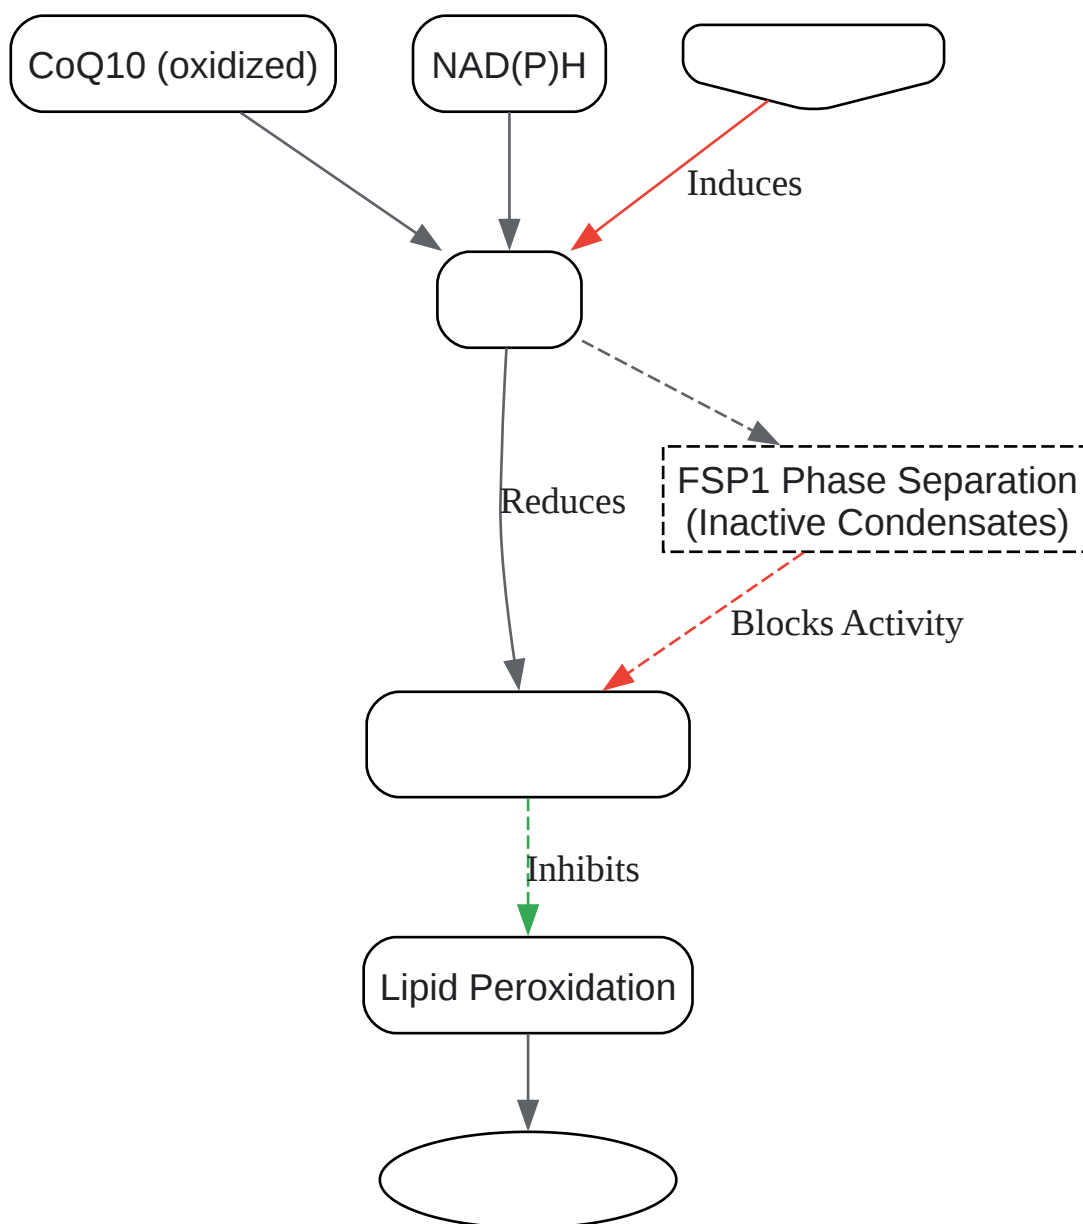 CoQ10 (oxidized)
NAD(P)H
Induces
Reduces
FSP1 Phase Separation
(Inactive Condensates)
Blocks Activity
Inhibits
Lipid Peroxidation